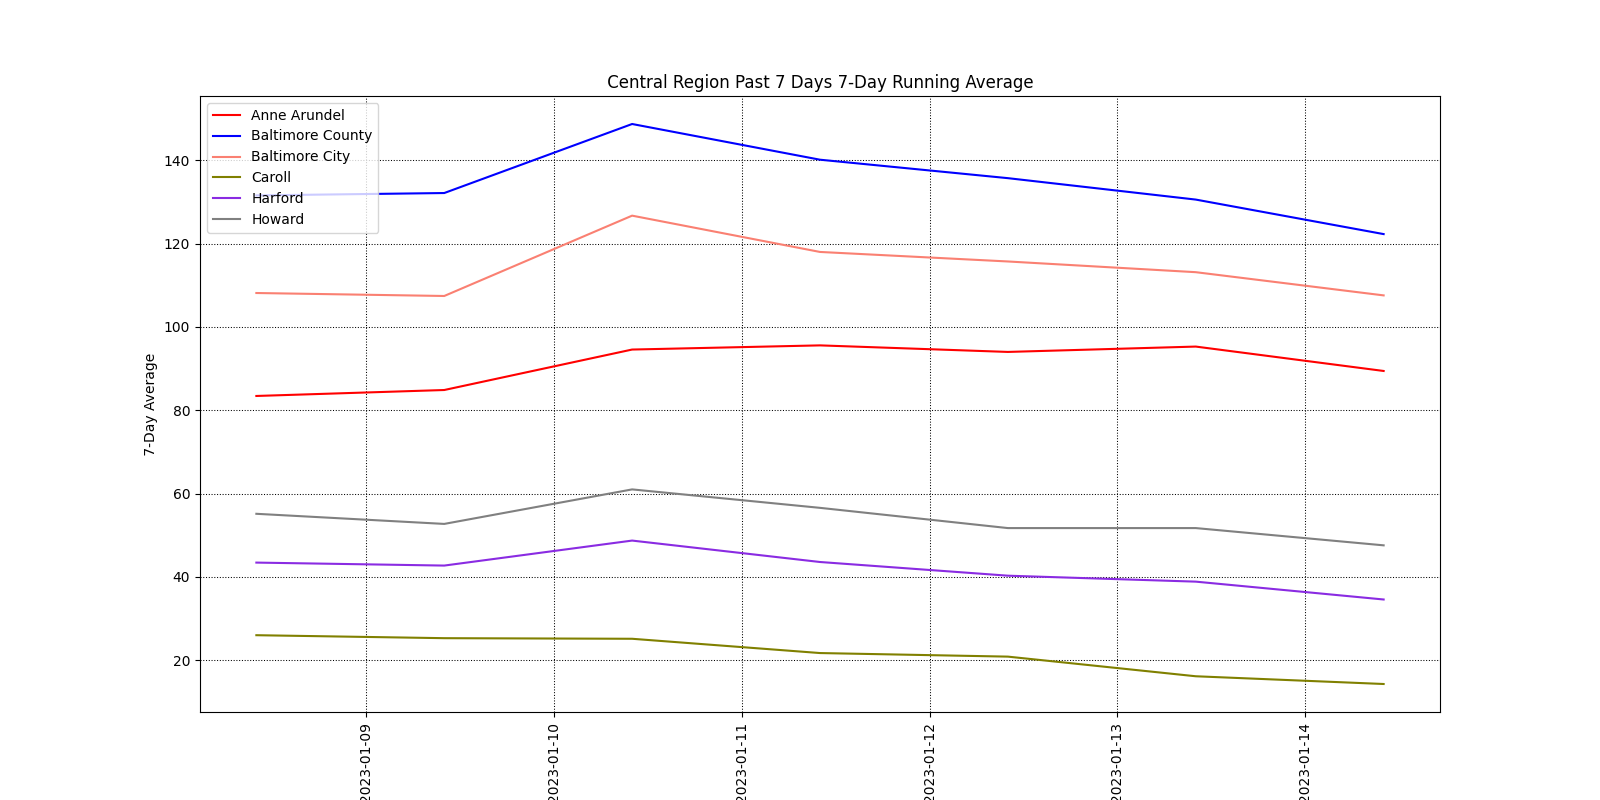 Central Region Past 7 Days 7-Day Running Average
Anne Arundel
Baltimore County
Baltimore City
Caroll
Harford
Howard
7-Day Average
140
120
100
80
60
40
20
2023-01-09
2023-01-10
2023-01-11
2023-01-12
2023-01-13
2023-01-14